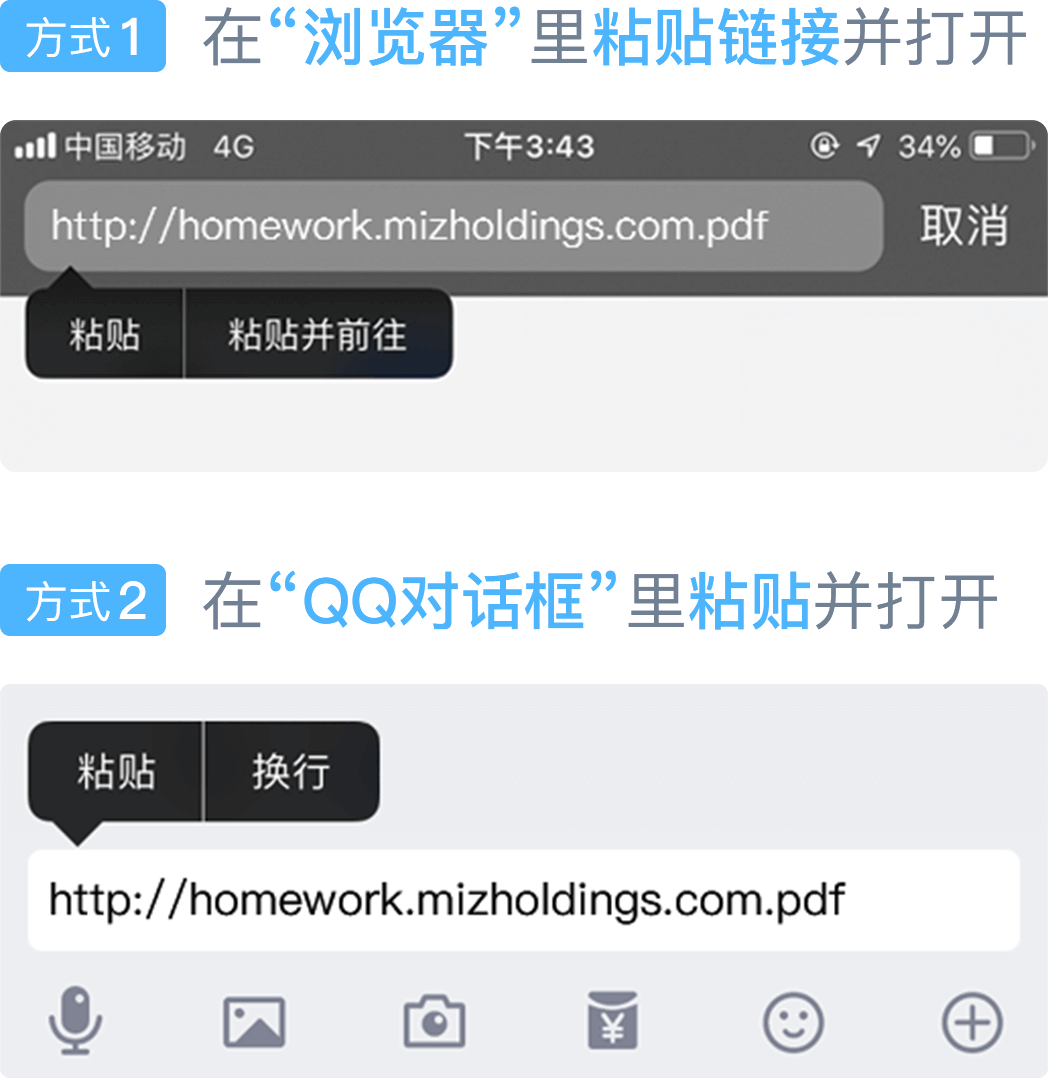 方式1 在“浏览器”里粘贴链接并打开
中国移动 4G 下午3:43 34%
http://homework.mizholdings.com.pdf 取消
粘贴 粘贴并前往
方式2 在“QQ对话框”里粘贴并打开
粘贴 换行
http://homework.mizholdings.com.pdf
¥